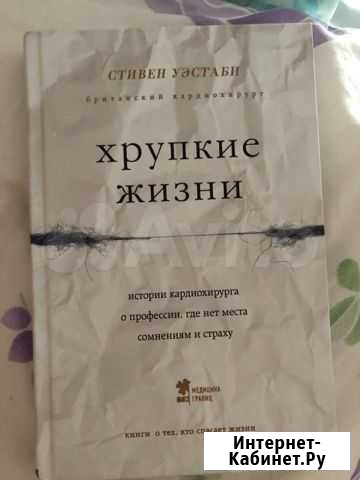 СТИВЕН УЭСТАБИ
британский кардиохирург
ХРУПКИЕ
ЖИЗНИ
Avito
истории кардиохирурга
о профессии, где нет места
сомнениям и страху
МЕДИЦИНА
БЕЗ ГРАНИЦ
книги о тех, кто спасает жизни
Интернет-
Кабинет.Ру